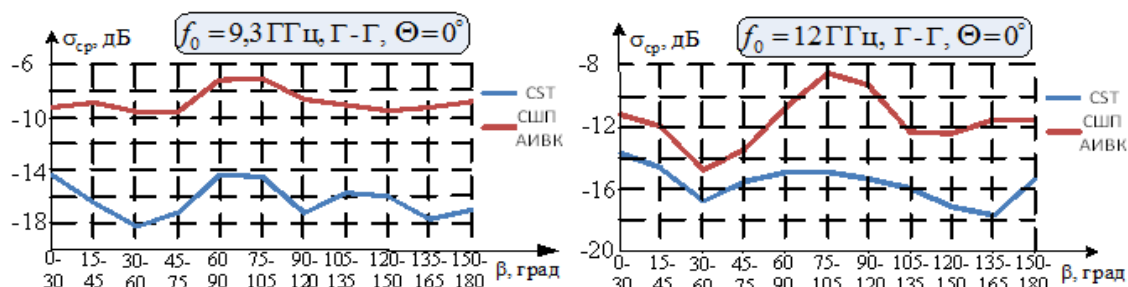 σср, дБ
f₀ = 9,3 ГГц, Г-Г, Θ=0°
-6
-10
-14
-18
0-30 15-45 30-60 45-75 60-90 75-105 90-120 105-135 120-150 135-165 150-180
β, град
CST
СШП
АИВК
σср, дБ
f₀ = 12 ГГц, Г-Г, Θ=0°
-8
-12
-16
-20
0-30 15-45 30-60 45-75 60-90 75-105 90-120 105-135 120-150 135-165 150-180
β, град
CST
СШП
АИВК